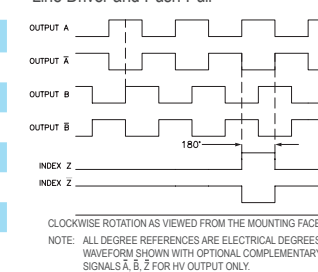 Line Driver and Push Pull
OUTPUT A
OUTPUT A̅
OUTPUT B
OUTPUT B̅
180°
INDEX Z
INDEX Z̅
CLOCKWISE ROTATION AS VIEWED FROM THE MOUNTING FACE
NOTE: ALL DEGREE REFERENCES ARE ELECTRICAL DEGREES
WAVEFORM SHOWN WITH OPTIONAL COMPLEMENTARY
SIGNALS A̅, B̅, Z̅ FOR HV OUTPUT ONLY.